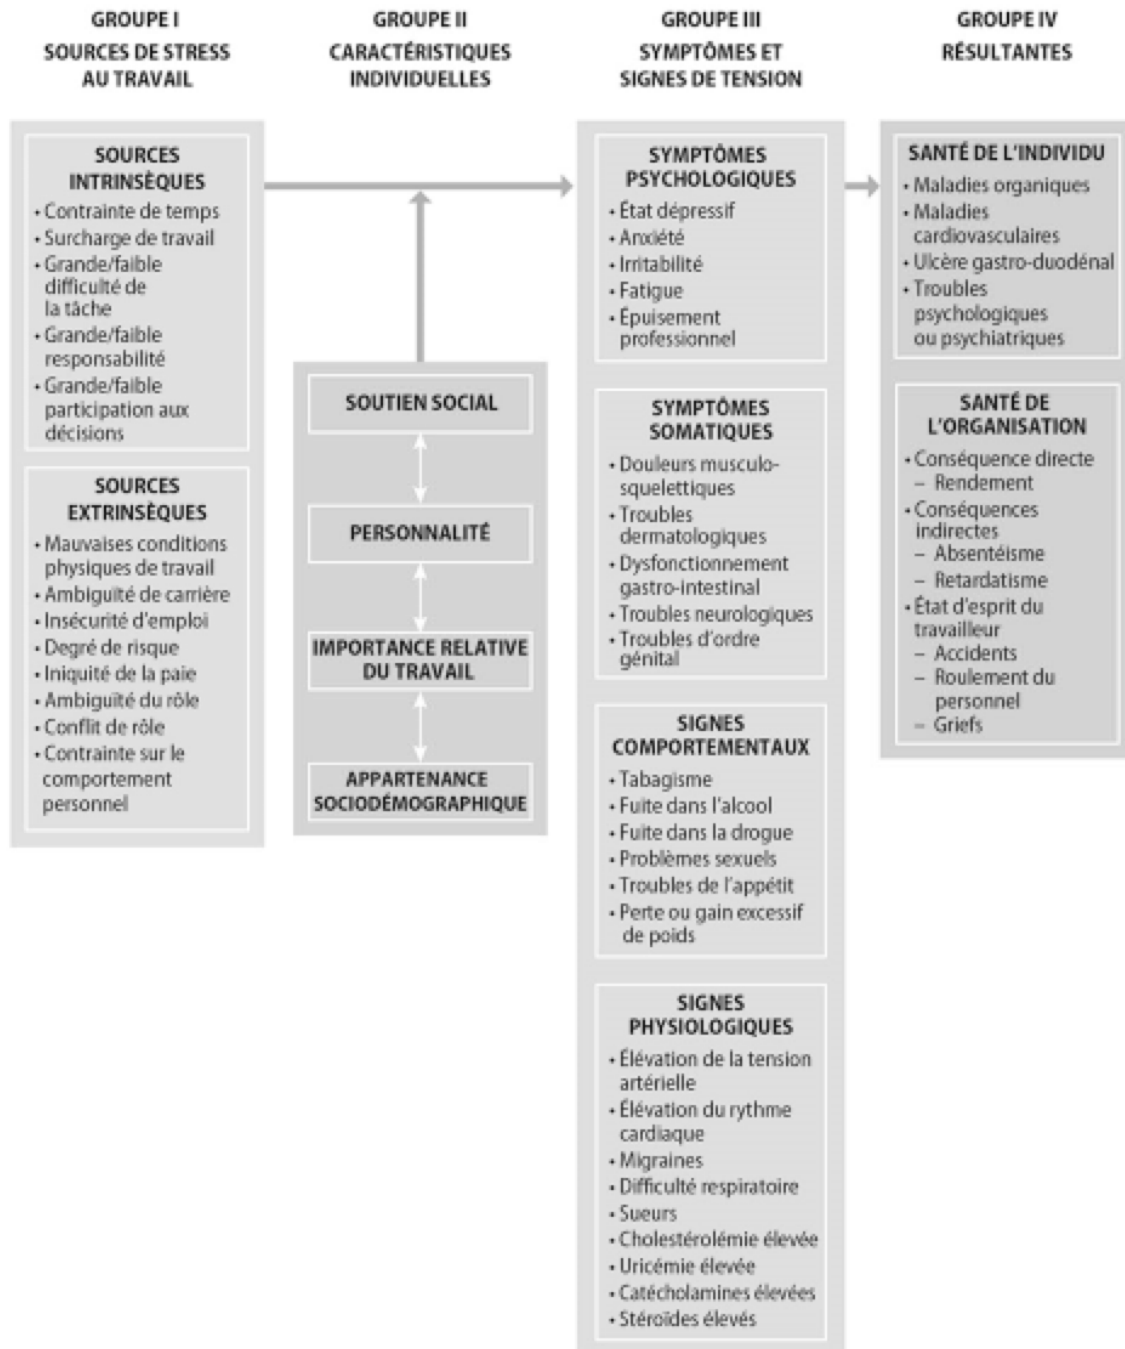 GROUPE I
SOURCES DE STRESS
AU TRAVAIL
SOURCES
INTRINSÈQUES
• Contrainte de temps
• Surcharge de travail
• Grande/faible
difficulté de
la tâche
• Grande/faible
responsabilité
• Grande/faible
participation aux
décisions
SOURCES
EXTRINSÈQUES
• Mauvaises conditions
physiques de travail
• Ambiguïté de carrière
• Insécurité d'emploi
• Degré de risque
• Iniquité de la paie
• Ambiguïté du rôle
• Conflit de rôle
• Contrainte sur le
comportement
personnel
GROUPE II
CARACTÉRISTIQUES
INDIVIDUELLES
SOUTIEN SOCIAL
PERSONNALITÉ
IMPORTANCE RELATIVE
DU TRAVAIL
APPARTENANCE
SOCIODÉMOGRAPHIQUE
GROUPE III
SYMPTÔMES ET
SIGNES DE TENSION
SYMPTÔMES
PSYCHOLOGIQUES
• État dépressif
• Anxiété
• Irritabilité
• Fatigue
• Épuisement
professionnel
SYMPTÔMES
SOMATIQUES
• Douleurs musculo-
squelettiques
• Troubles
dermatologiques
• Dysfonctionnement
gastro-intestinal
• Troubles neurologiques
• Troubles d'ordre
génital
SIGNES
COMPORTEMENTAUX
• Tabagisme
• Fuite dans l'alcool
• Fuite dans la drogue
• Problèmes sexuels
• Troubles de l'appétit
• Perte ou gain excessif
de poids
SIGNES
PHYSIOLOGIQUES
• Élévation de la tension
artérielle
• Élévation du rythme
cardiaque
• Migraines
• Difficulté respiratoire
• Sueurs
• Cholestérolémie élevée
• Uricémie élevée
• Catécholamines élevées
• Stéroïdes élevés
GROUPE IV
RÉSULTANTES
SANTÉ DE L'INDIVIDU
• Maladies organiques
• Maladies
cardiovasculaires
• Ulcère gastro-duodénal
• Troubles
psychologiques
ou psychiatriques
SANTÉ DE
L'ORGANISATION
• Conséquence directe
– Rendement
• Conséquences
indirectes
– Absentéisme
– Retardatisme
• État d'esprit du
travailleur
– Accidents
– Roulement du
personnel
– Griefs